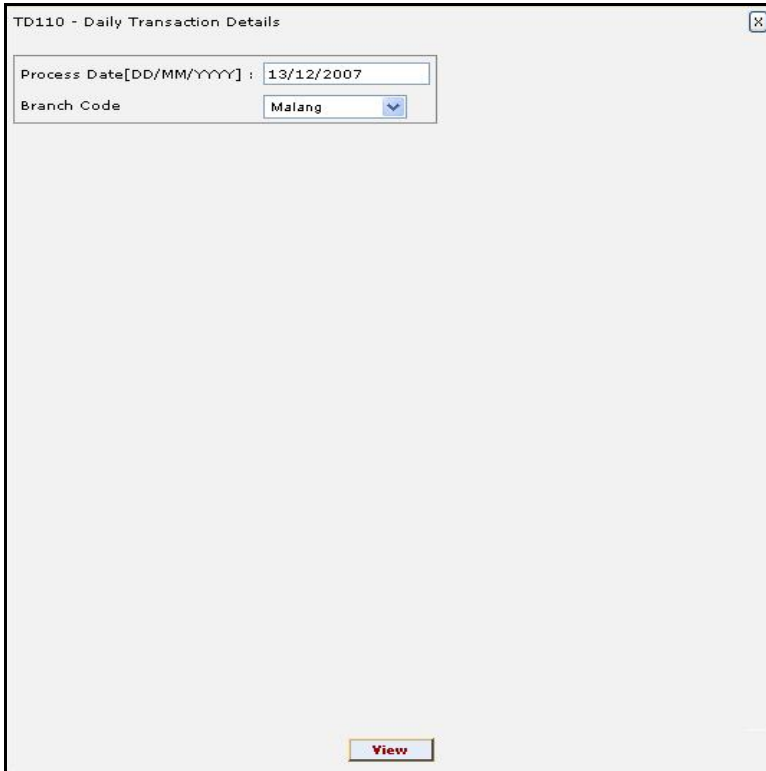 TD110 - Daily Transaction Details X
Process Date[DD/MM/YYYY] : 13/12/2007
Branch Code Malang
View